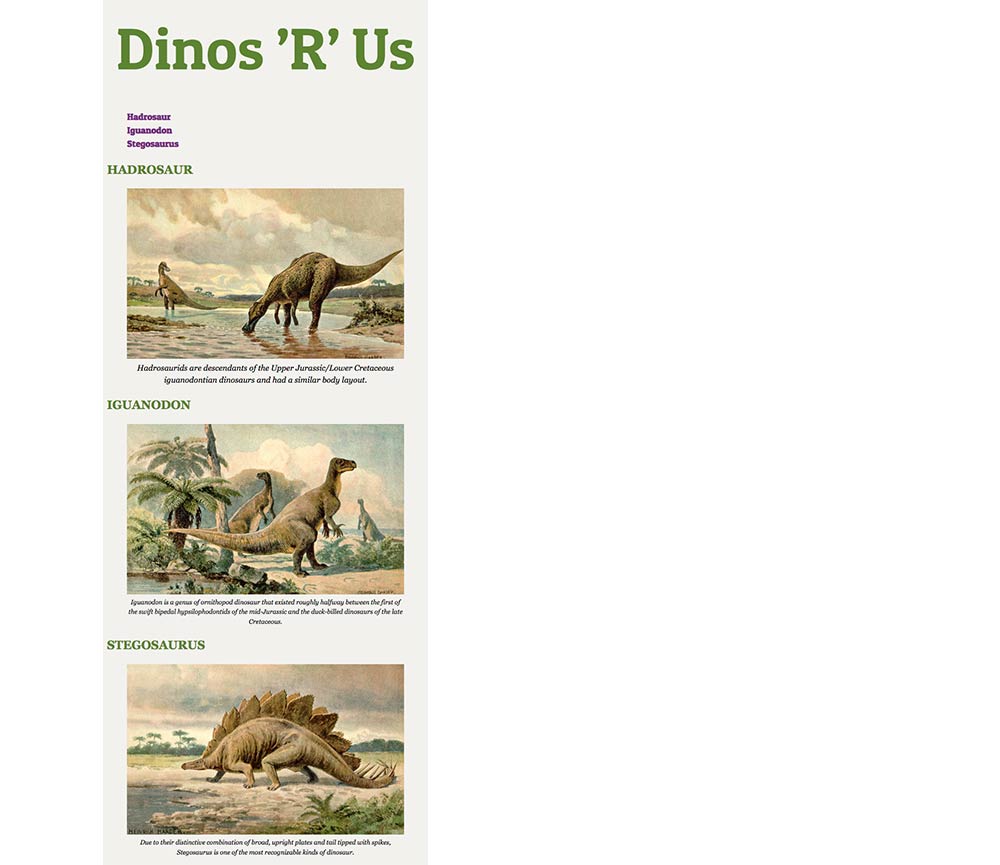 Dinos ’R’ Us
Hadrosaur
Iguanodon
Stegosaurus
HADROSAUR
Hadrosaurids are descendants of the Upper Jurassic/Lower Cretaceous
iguanodontian dinosaurs and had a similar body layout.
IGUANODON
Iguanodon is a genus of ornithopod dinosaur that existed roughly halfway between the first of
the swift bipedal hypsilophodontids of the mid-Jurassic and the duck-billed dinosaurs of the late
Cretaceous.
STEGOSAURUS
HEINRICH HARDER
Due to their distinctive combination of broad, upright plates and tail tipped with spikes,
Stegosaurus is one of the most recognizable kinds of dinosaur.